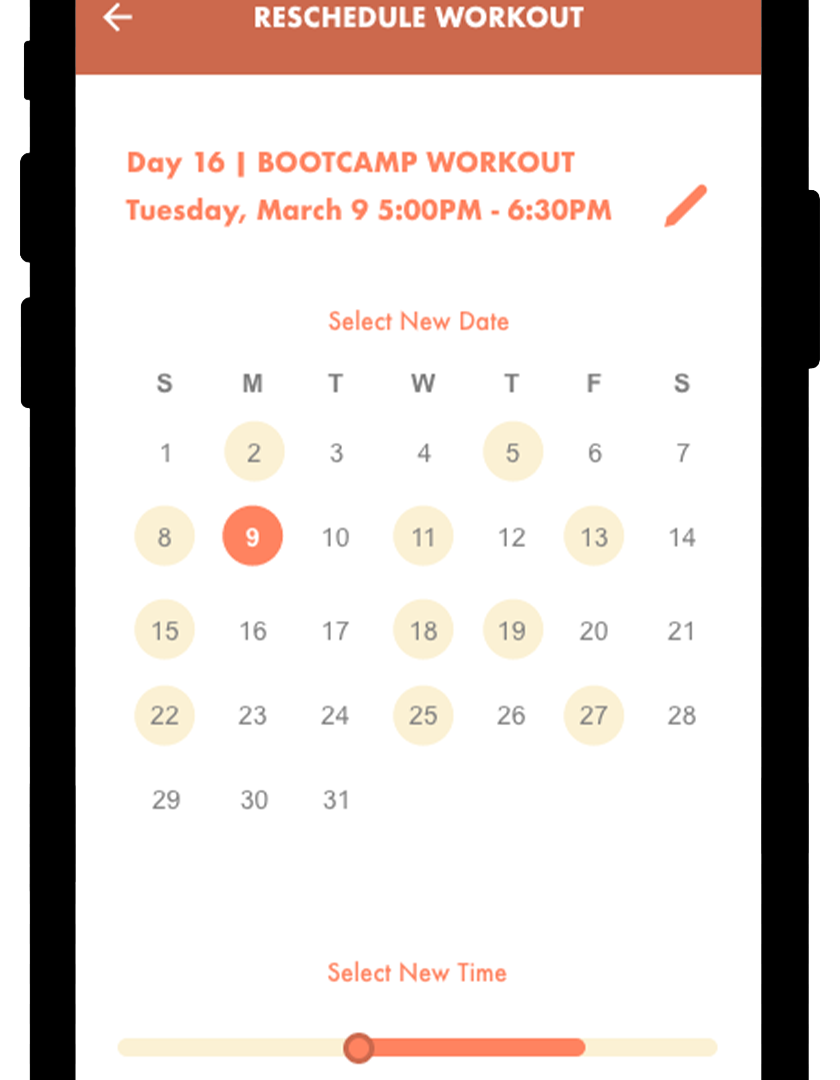 RESCHEDULE WORKOUT
Day 16 | BOOTCAMP WORKOUT
Tuesday, March 9 5:00PM - 6:30PM
Select New Date
S M T W T F S
1 2 3 4 5 6 7
8 9 10 11 12 13 14
15 16 17 18 19 20 21
22 23 24 25 26 27 28
29 30 31
Select New Time